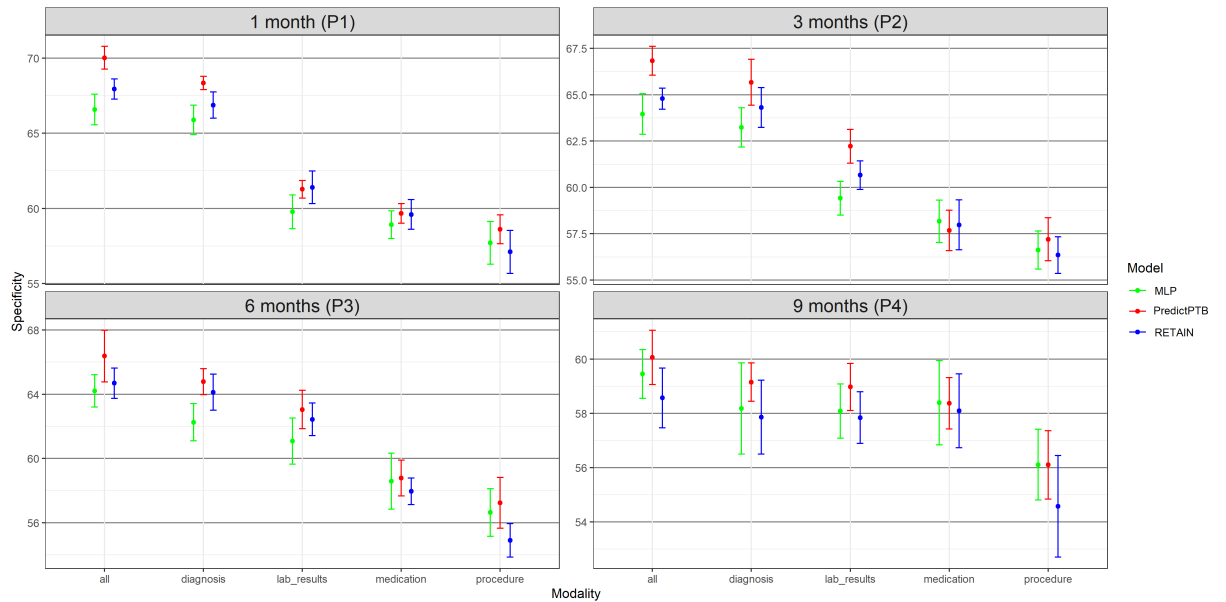 1 month (P1)
3 months (P2)
70
65
60
55
67.5
65.0
62.5
60.0
57.5
55.0
Specificity
6 months (P3)
9 months (P4)
68
64
60
56
60
58
56
54
all diagnosis lab_results medication procedure
all diagnosis lab_results medication procedure
Modality
Model
MLP
PredictPTB
RETAIN